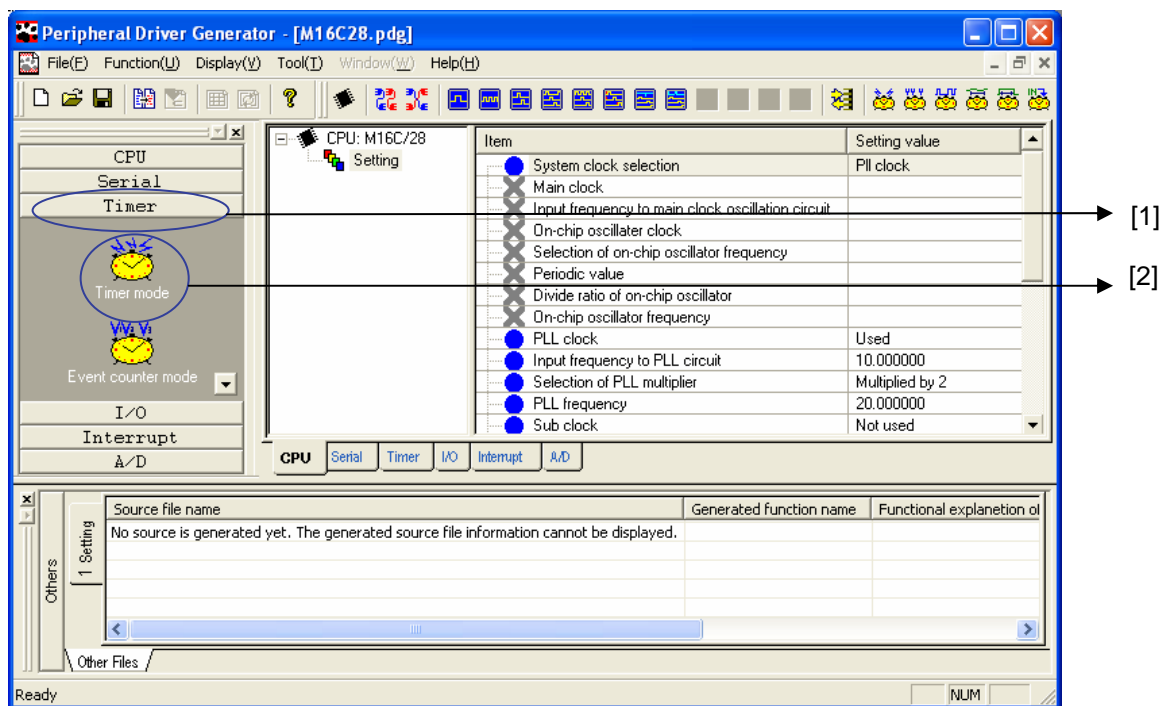 Peripheral Driver Generator - [M16C28.pdg]
File(F) Function(U) Display(V) Tool(T) Window(W) Help(H)
CPU
Serial
Timer
Timer mode
Event counter mode
I/O
Interrupt
A/D
CPU: M16C/28
Setting
Item Setting value
System clock selection Pll clock
Main clock
Input frequency to main clock oscillation circuit
On-chip oscillater clock
Selection of on-chip oscillator frequency
Periodic value
Divide ratio of on-chip oscillator
On-chip oscillator frequency
PLL clock Used
Input frequency to PLL circuit 10.000000
Selection of PLL multiplier Multiplied by 2
PLL frequency 20.000000
Sub clock Not used
CPU Serial Timer I/O Interrupt A/D
[1]
[2]
Others
1 Setting
Source file name Generated function name Functional explanetion of
No source is generated yet. The generated source file information cannot be displayed.
Other Files
Ready NUM